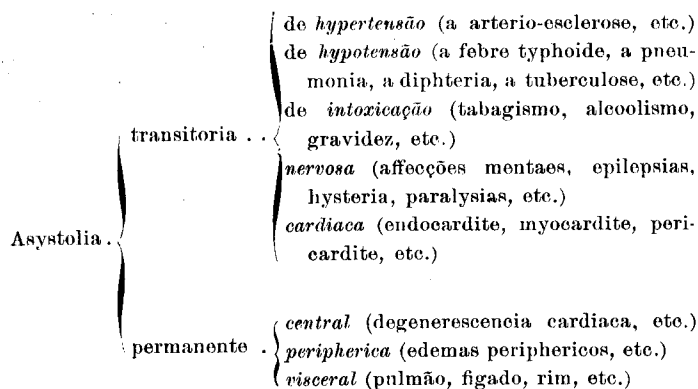 de hypertensão (a arterio-esclerose, etc.)
de hypotensão (a febre typhoide, a pneu-
monia, a diphteria, a tuberculose, etc.)
de intoxicação (tabagismo, alcoolismo,
transitoria . . gravidez, etc.)
nervosa (affecções mentaes, epilepsias,
hysteria, paralysias, etc.)
Asystolia . cardiaca (endocardite, myocardite, peri-
cardite, etc.)
central (degenerescencia cardiaca, etc.)
permanente . peripherica (edemas periphericos, etc.)
visceral (pulmão, figado, rim, etc.)